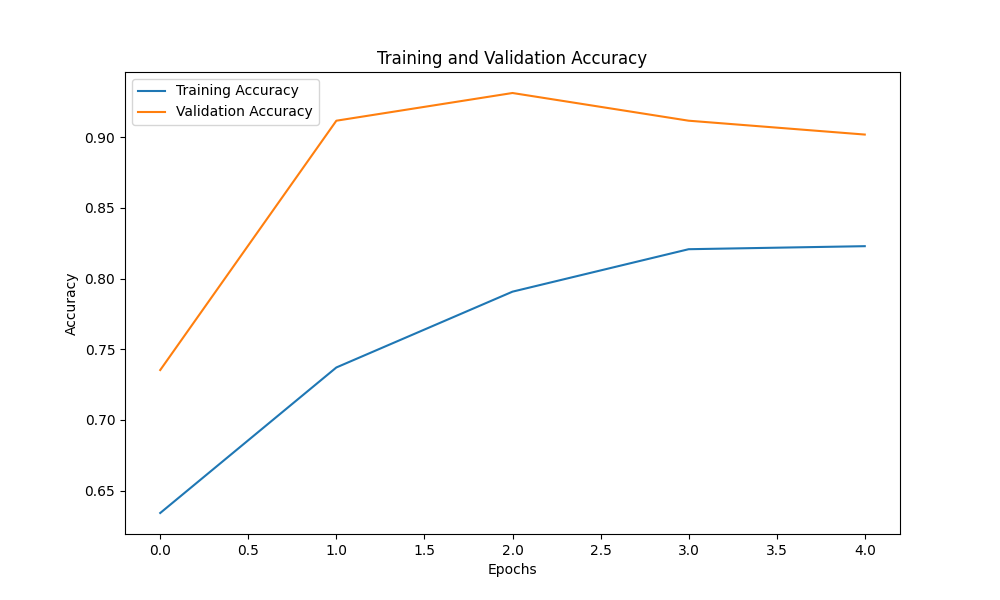 Training and Validation Accuracy
Training Accuracy
Validation Accuracy
0.90
0.85
0.80
0.75
0.70
0.65
Accuracy
0.0 0.5 1.0 1.5 2.0 2.5 3.0 3.5 4.0
Epochs